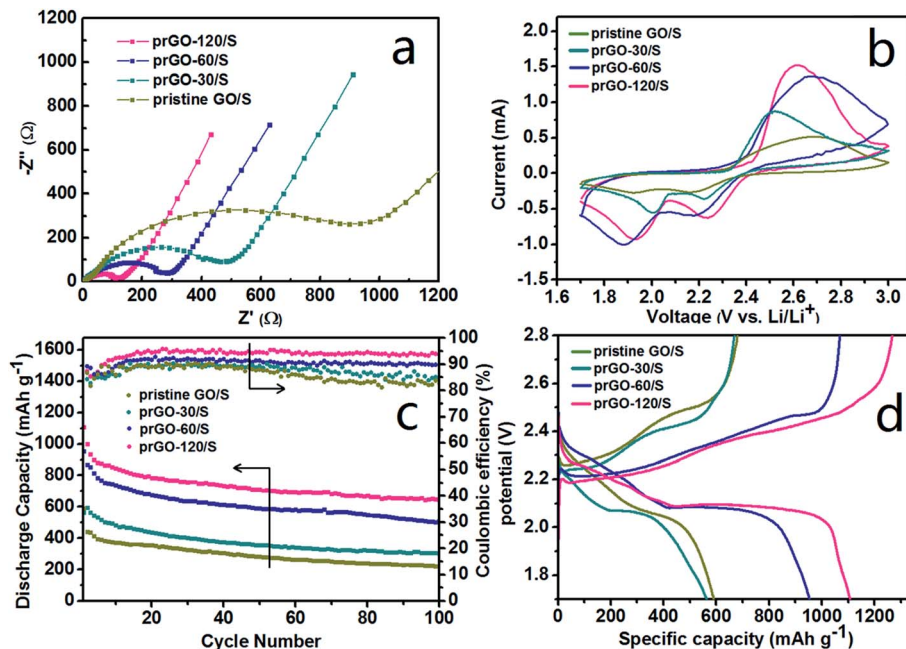 1200
1000
800
600
400
200
0
-Z'' (Ω)
prGO-120/S
prGO-60/S
prGO-30/S
pristine GO/S
a
0 200 400 600 800 1000 1200
Z' (Ω)
2.0
1.5
1.0
0.5
0.0
-0.5
-1.0
-1.5
Current (mA)
pristine GO/S
prGO-30/S
prGO-60/S
prGO-120/S
b
1.6 1.8 2.0 2.2 2.4 2.6 2.8 3.0
Voltage (V vs. Li/Li+
1600
1400
1200
1000
800
600
400
200
0
Discharge Capacity (mAh g-1)
pristine GO/S
prGO-30/S
prGO-60/S
prGO-120/S
c
20 40 60 80 100
Cycle Number
100
90
80
70
60
50
40
30
20
10
0
Coulombic efficiency (%)
2.8
2.6
2.4
2.2
2.0
1.8
potential (V)
pristine GO/S
prGO-30/S
prGO-60/S
prGO-120/S
d
0 200 400 600 800 1000 1200
Specific capacity (mAh g-1)